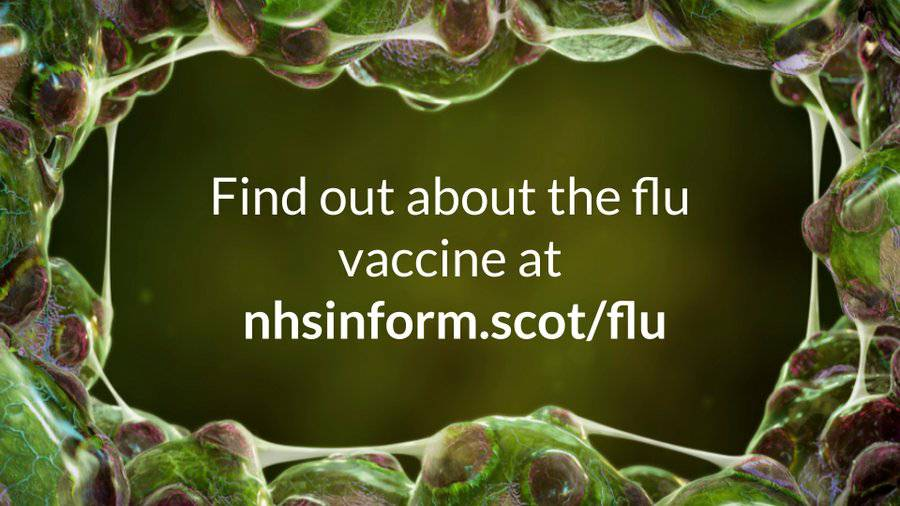 Find out about the flu
vaccine at
nhsinform.scot/flu